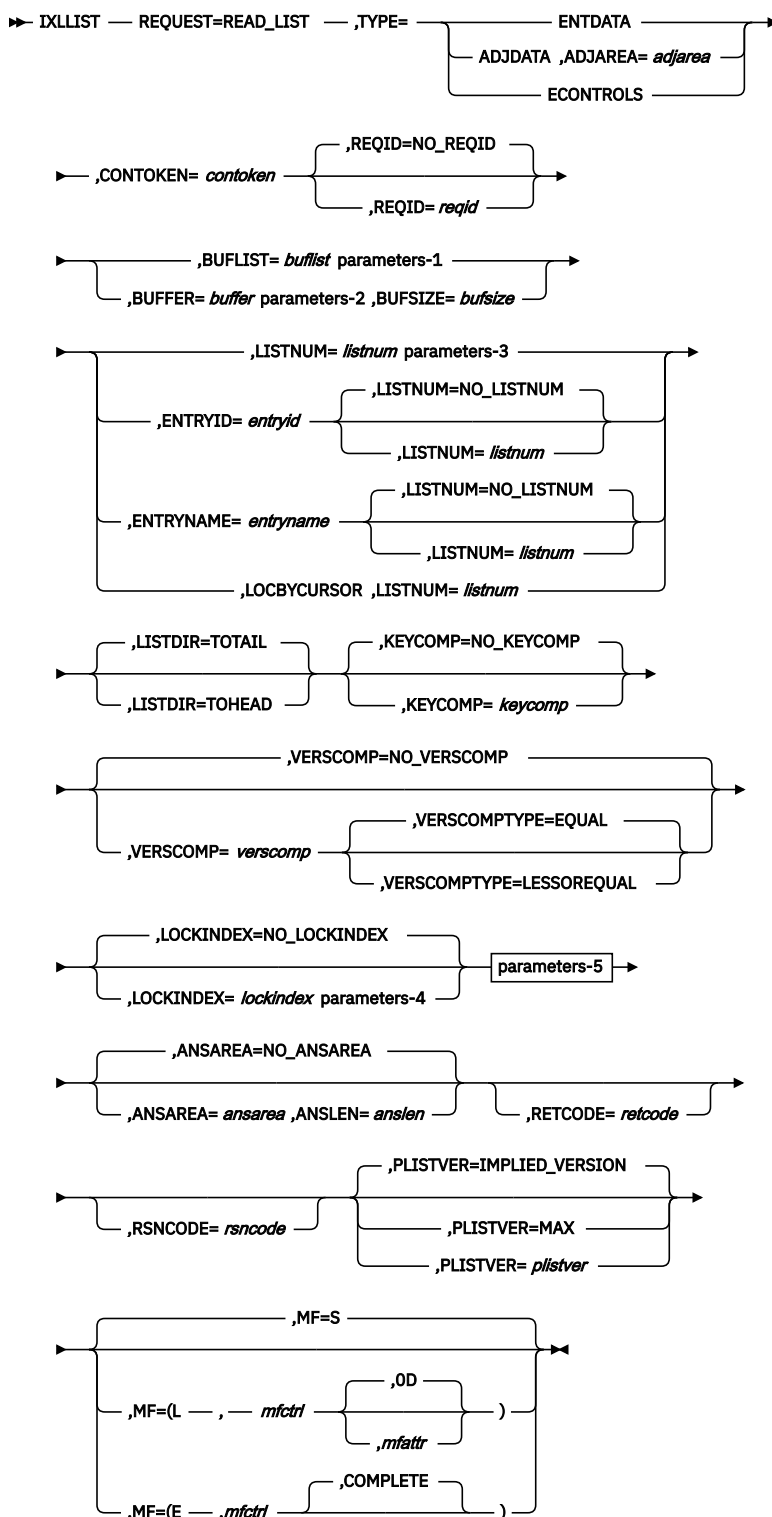 IXLLIST REQUEST=READ_LIST ,TYPE= ENTDATA
ADJDATA ,ADJAREA= adjarea
ECONTROLS
,REQID=NO_REQID
,CONTOKEN= contoken
,REQID= reqid
,BUFLIST= buflist parameters-1
,BUFFER= buffer parameters-2 ,BUFSIZE= bufsize
,LISTNUM= listnum parameters-3
,LISTNUM=NO_LISTNUM
,ENTRYID= entryid
,LISTNUM= listnum
,LISTNUM=NO_LISTNUM
,ENTRYNAME= entryname
,LISTNUM= listnum
,LOCBYCURSOR ,LISTNUM= listnum
,LISTDIR=TOTAIL ,KEYCOMP=NO_KEYCOMP
,LISTDIR=TOHEAD ,KEYCOMP= keycomp
,VERSCOMP=NO_VERSCOMP
,VERSCOMPTYPE=EQUAL
,VERSCOMP= verscomp
,VERSCOMPTYPE=LESSOREQUAL
,LOCKINDEX=NO_LOCKINDEX
parameters-5
,LOCKINDEX= lockindex parameters-4
,ANSAREA=NO_ANSAREA
,ANSAREA= ansarea ,ANSLEN= anslen ,RETCODE= retcode
,PLISTVER=IMPLIED_VERSION
,RSNCODE= rsncode ,PLISTVER=MAX
,PLISTVER= plistver
,MF=S
,0D
,MF=(L , mfctrl )
,mfattr
,COMPLETE
,MF=(E ,mfctrl )